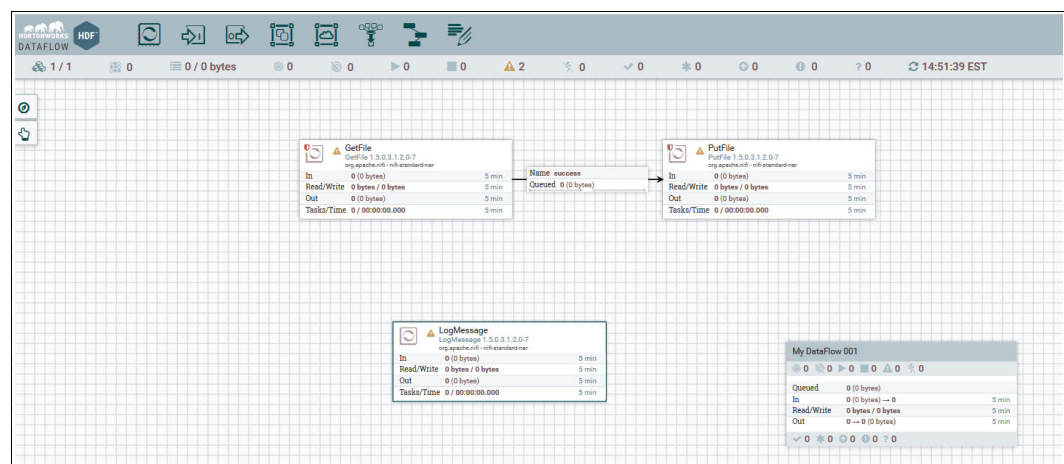 HORTONWORKS
DATAFLOW
HDF
1 / 1 0 0 / 0 bytes 0 0 0 0 2 0 0 0 0 0 0 14:51:39 EST
GetFile
GetFile 1.5.0.3.1.2.0-7
org.apache.nifi - nifi-standard-nar
In 0 (0 bytes) 5 min
Read/Write 0 bytes / 0 bytes 5 min
Out 0 (0 bytes) 5 min
Tasks/Time 0 / 00:00:00.000 5 min
Name success
Queued 0 (0 bytes)
PutFile
PutFile 1.5.0.3.1.2.0-7
org.apache.nifi - nifi-standard-nar
In 0 (0 bytes) 5 min
Read/Write 0 bytes / 0 bytes 5 min
Out 0 (0 bytes) 5 min
Tasks/Time 0 / 00:00:00.000 5 min
LogMessage
LogMessage 1.5.0.3.1.2.0-7
org.apache.nifi - nifi-standard-nar
In 0 (0 bytes) 5 min
Read/Write 0 bytes / 0 bytes 5 min
Out 0 (0 bytes) 5 min
Tasks/Time 0 / 00:00:00.000 5 min
My DataFlow 001
0 0 0 0 0 0
Queued 0 (0 bytes)
In 0 (0 bytes) → 0 5 min
Read/Write 0 bytes / 0 bytes 5 min
Out 0 → 0 (0 bytes) 5 min
0 0 0 0 ? 0